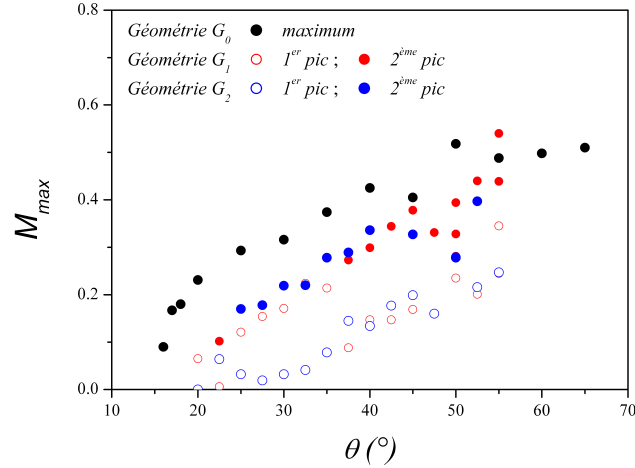 0.8
Géométrie G0 maximum
Géométrie G1 1er pic ; 2ème pic
Géométrie G2 1er pic ; 2ème pic
0.6
0.4
0.2
0.0
Mmax
10 20 30 40 50 60 70
θ (°)